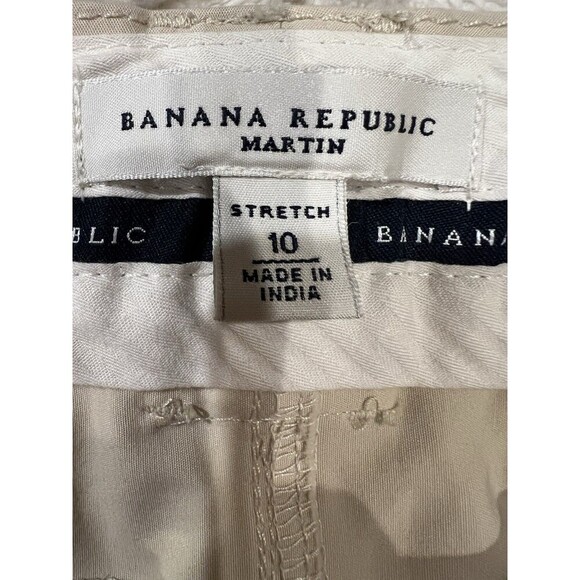 BANANA REPUBLIC
MARTIN
STRETCH
10
MADE IN
INDIA
BLIC
BANANA